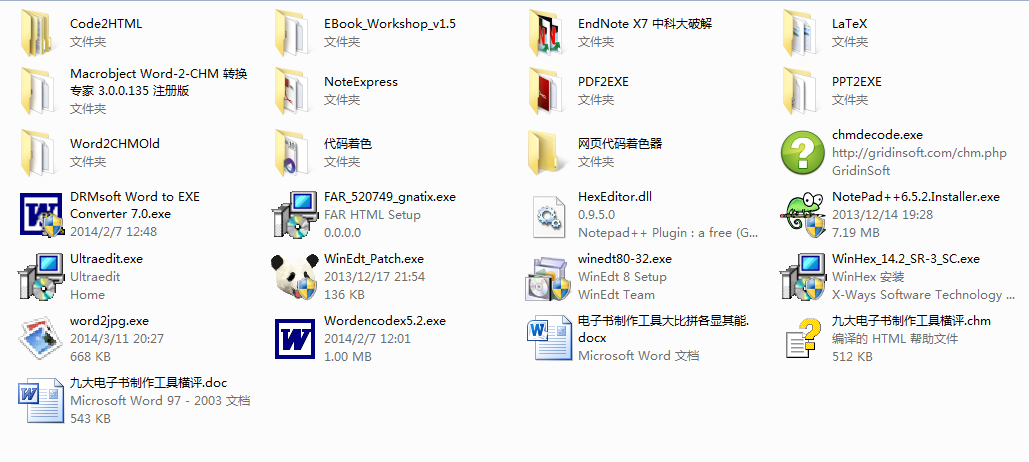 Code2HTML
文件夹
EBook_Workshop_v1.5
文件夹
EndNote X7 中科大破解
文件夹
LaTeX
文件夹
Macrobject Word-2-CHM 转换
专家 3.0.0.135 注册版
文件夹
NoteExpress
文件夹
PDF2EXE
文件夹
PPT2EXE
文件夹
Word2CHMOld
文件夹
代码着色
文件夹
网页代码着色器
文件夹
chmdecode.exe
http://gridinsoft.com/chm.php
GridinSoft
DRMsoft Word to EXE
Converter 7.0.exe
2014/2/7 12:48
FAR_520749_gnatix.exe
FAR HTML Setup
0.0.0.0
HexEditor.dll
0.9.5.0
Notepad++ Plugin : a free (G...
NotePad++6.5.2.Installer.exe
2013/12/14 19:28
7.19 MB
Ultraedit.exe
Ultraedit
Home
WinEdt_Patch.exe
2013/12/17 21:54
136 KB
winedt80-32.exe
WinEdt 8 Setup
WinEdt Team
WinHex_14.2_SR-3_SC.exe
WinHex 安装
X-Ways Software Technology ...
word2jpg.exe
2014/3/11 20:27
668 KB
Wordencodex5.2.exe
2014/2/7 12:01
1.00 MB
电子书制作工具大比拼各显其能.
docx
Microsoft Word 文档
九大电子书制作工具横评.chm
编译的 HTML 帮助文件
512 KB
九大电子书制作工具横评.doc
Microsoft Word 97 - 2003 文档
543 KB